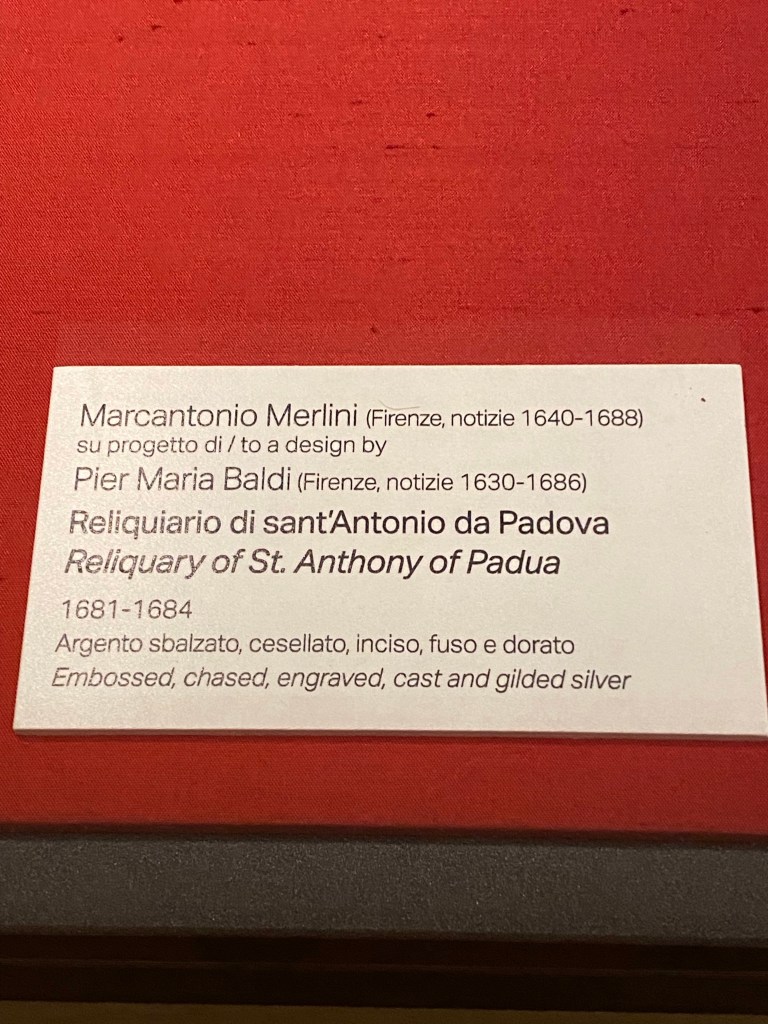 Marcantonio Merlini (Firenze, notizie 1640-1688)
su progetto di / to a design by
Pier Maria Baldi (Firenze, notizie 1630-1686)
Reliquiario di sant'Antonio da Padova
Reliquary of St. Anthony of Padua
1681-1684
Argento sbalzato, cesellato, inciso, fuso e dorato
Embossed, chased, engraved, cast and gilded silver